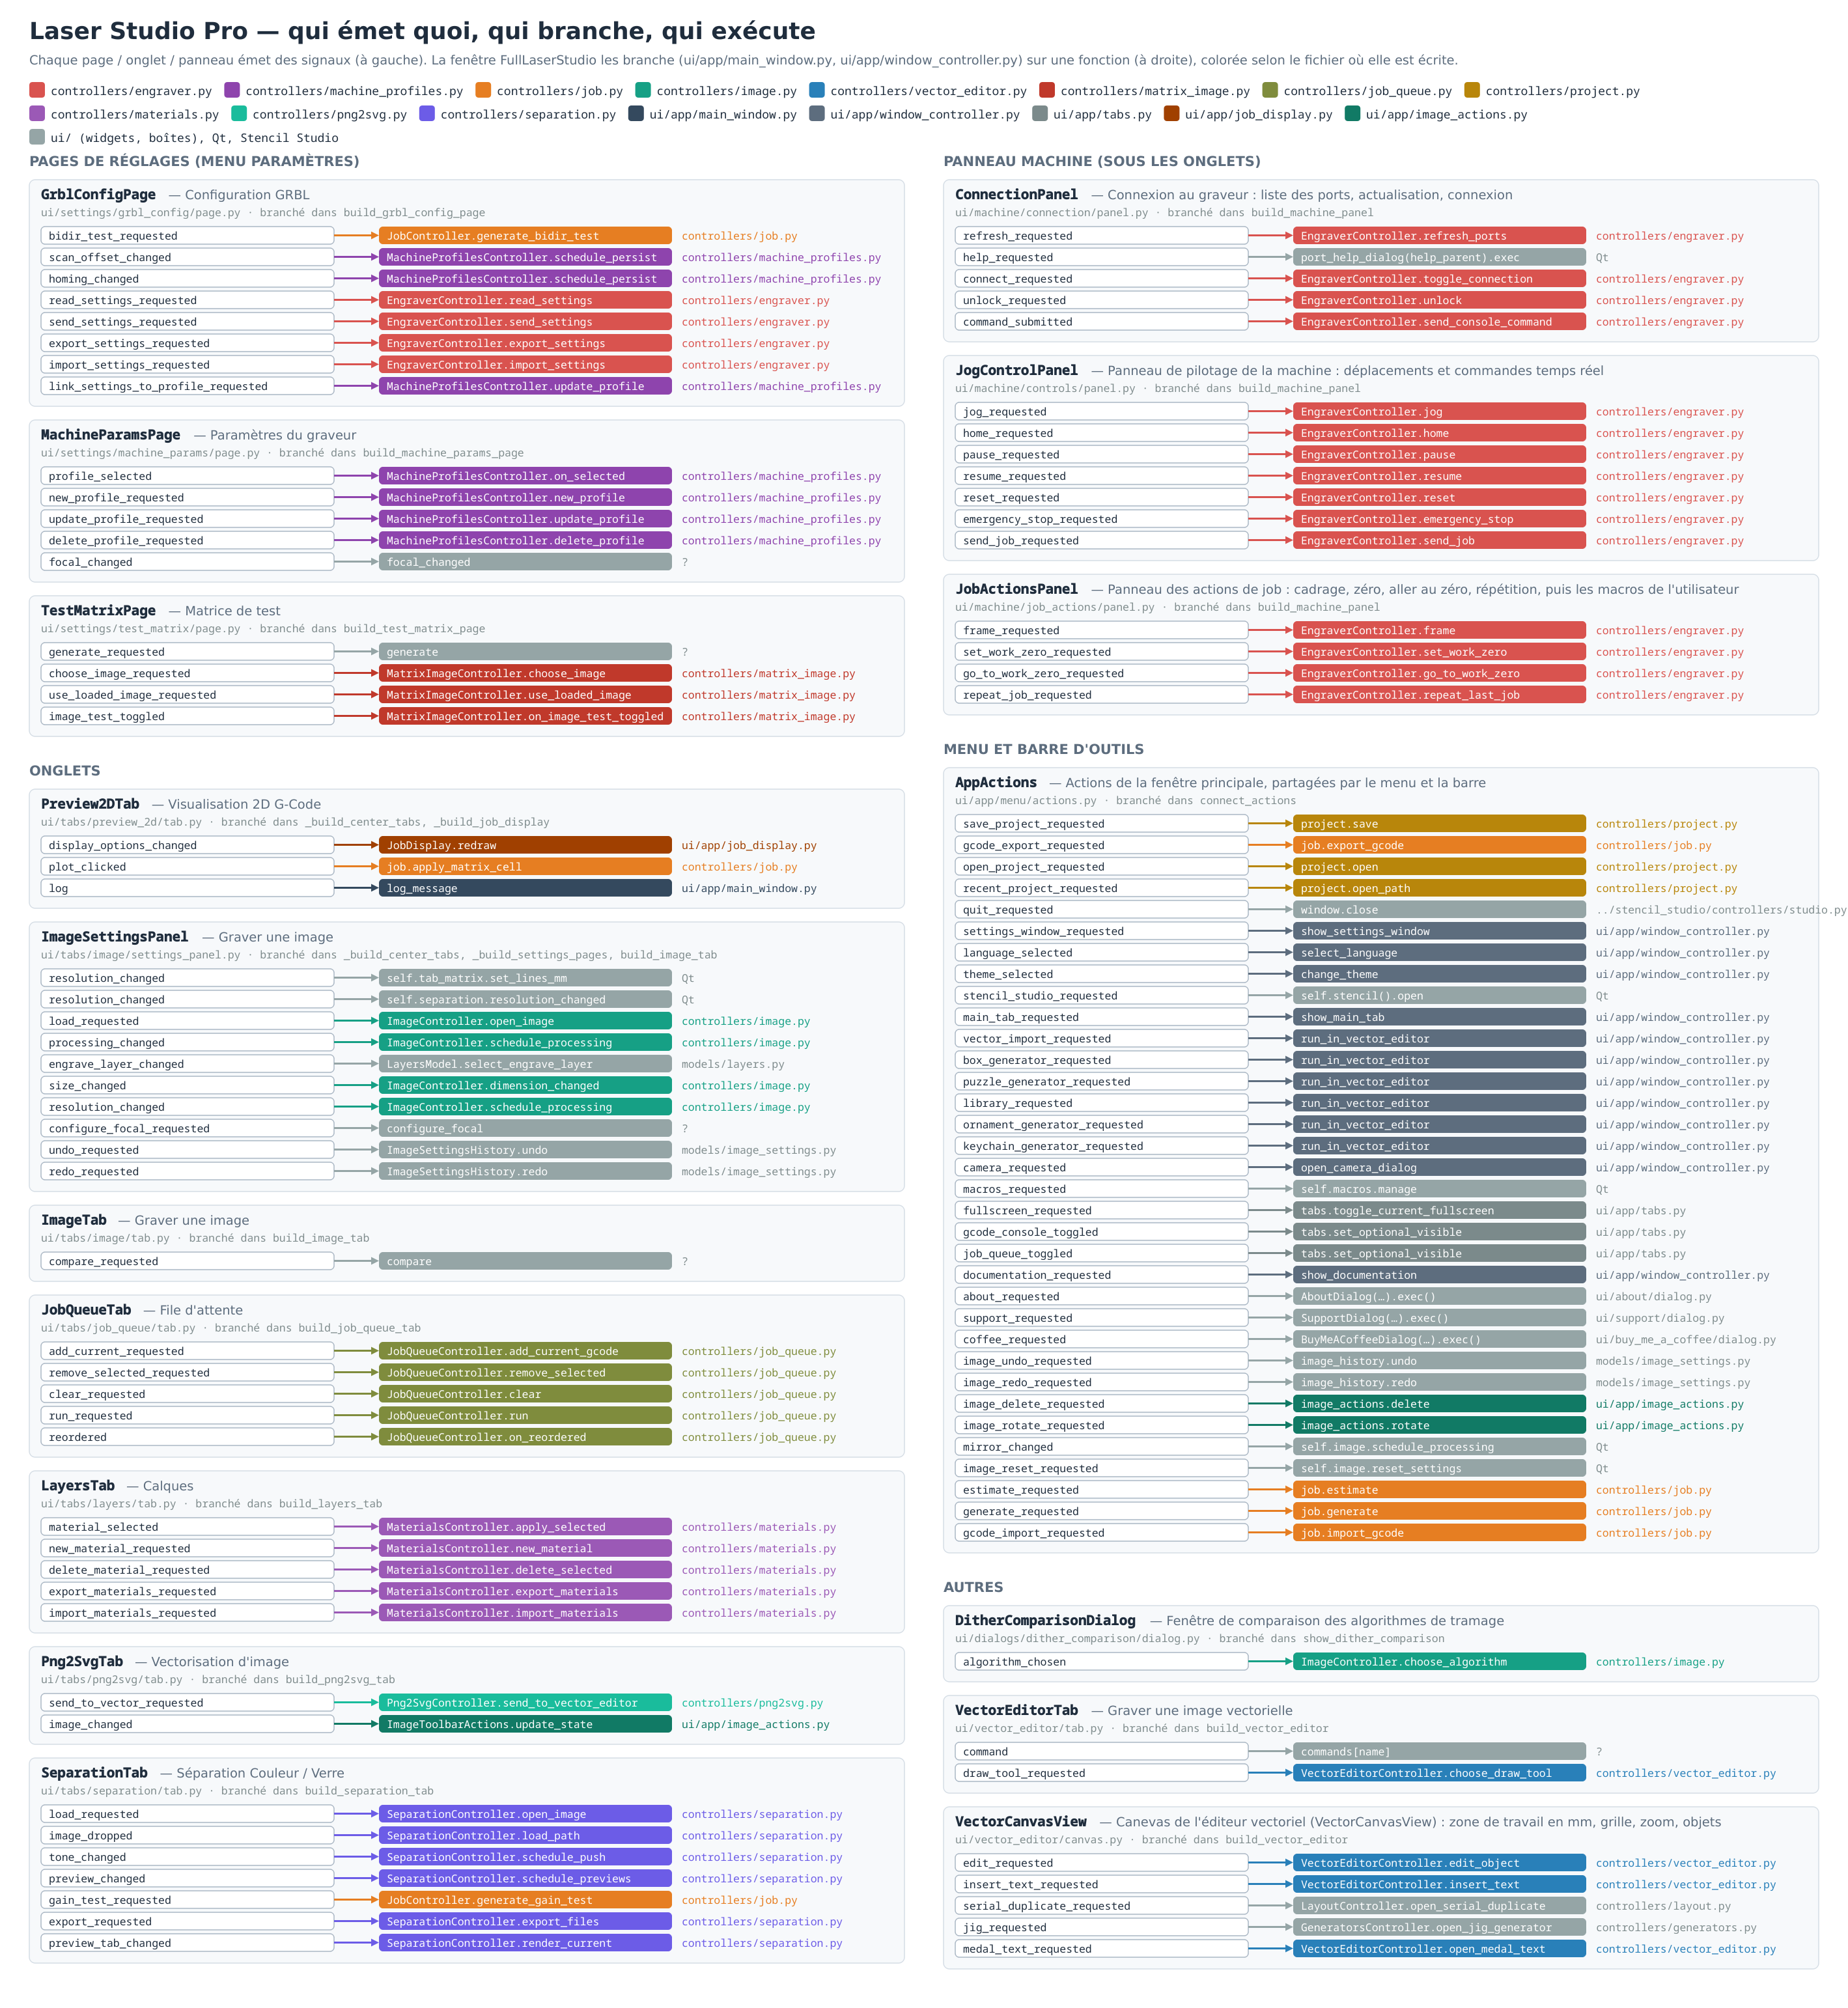 Laser Studio Pro — qui émet quoi, qui branche, qui exécute
Chaque page / onglet / panneau émet des signaux (à gauche). La fenêtre FullLaserStudio les branche (ui/app/main_window.py, ui/app/window_controller.py) sur une fonction (à droite), colorée selon le fichier où elle est écrite.
controllers/engraver.py controllers/machine_profiles.py controllers/job.py controllers/image.py controllers/vector_editor.py controllers/matrix_image.py controllers/job_queue.py controllers/project.py
controllers/materials.py controllers/png2svg.py controllers/separation.py ui/app/main_window.py ui/app/window_controller.py ui/app/tabs.py ui/app/job_display.py ui/app/image_actions.py
ui/ (widgets, boîtes), Qt, Stencil Studio
PAGES DE RÉGLAGES (MENU PARAMÈTRES)
GrblConfigPage — Configuration GRBL
ui/settings/grbl_config/page.py · branché dans build_grbl_config_page
bidir_test_requested JobController.generate_bidir_test controllers/job.py
scan_offset_changed MachineProfilesController.schedule_persist controllers/machine_profiles.py
homing_changed MachineProfilesController.schedule_persist controllers/machine_profiles.py
read_settings_requested EngraverController.read_settings controllers/engraver.py
send_settings_requested EngraverController.send_settings controllers/engraver.py
export_settings_requested EngraverController.export_settings controllers/engraver.py
import_settings_requested EngraverController.import_settings controllers/engraver.py
link_settings_to_profile_requested MachineProfilesController.update_profile controllers/machine_profiles.py
MachineParamsPage — Paramètres du graveur
ui/settings/machine_params/page.py · branché dans build_machine_params_page
profile_selected MachineProfilesController.on_selected controllers/machine_profiles.py
new_profile_requested MachineProfilesController.new_profile controllers/machine_profiles.py
update_profile_requested MachineProfilesController.update_profile controllers/machine_profiles.py
delete_profile_requested MachineProfilesController.delete_profile controllers/machine_profiles.py
focal_changed focal_changed ?
TestMatrixPage — Matrice de test
ui/settings/test_matrix/page.py · branché dans build_test_matrix_page
generate_requested generate ?
choose_image_requested MatrixImageController.choose_image controllers/matrix_image.py
use_loaded_image_requested MatrixImageController.use_loaded_image controllers/matrix_image.py
image_test_toggled MatrixImageController.on_image_test_toggled controllers/matrix_image.py
ONGLETS
Preview2DTab — Visualisation 2D G-Code
ui/tabs/preview_2d/tab.py · branché dans _build_center_tabs, _build_job_display
display_options_changed JobDisplay.redraw ui/app/job_display.py
plot_clicked job.apply_matrix_cell controllers/job.py
log log_message ui/app/main_window.py
ImageSettingsPanel — Graver une image
ui/tabs/image/settings_panel.py · branché dans _build_center_tabs, _build_settings_pages, build_image_tab
resolution_changed self.tab_matrix.set_lines_mm Qt
resolution_changed self.separation.resolution_changed Qt
load_requested ImageController.open_image controllers/image.py
processing_changed ImageController.schedule_processing controllers/image.py
engrave_layer_changed LayersModel.select_engrave_layer models/layers.py
size_changed ImageController.dimension_changed controllers/image.py
resolution_changed ImageController.schedule_processing controllers/image.py
configure_focal_requested configure_focal ?
undo_requested ImageSettingsHistory.undo models/image_settings.py
redo_requested ImageSettingsHistory.redo models/image_settings.py
ImageTab — Graver une image
ui/tabs/image/tab.py · branché dans build_image_tab
compare_requested compare ?
JobQueueTab — File d'attente
ui/tabs/job_queue/tab.py · branché dans build_job_queue_tab
add_current_requested JobQueueController.add_current_gcode controllers/job_queue.py
remove_selected_requested JobQueueController.remove_selected controllers/job_queue.py
clear_requested JobQueueController.clear controllers/job_queue.py
run_requested JobQueueController.run controllers/job_queue.py
reordered JobQueueController.on_reordered controllers/job_queue.py
LayersTab — Calques
ui/tabs/layers/tab.py · branché dans build_layers_tab
material_selected MaterialsController.apply_selected controllers/materials.py
new_material_requested MaterialsController.new_material controllers/materials.py
delete_material_requested MaterialsController.delete_selected controllers/materials.py
export_materials_requested MaterialsController.export_materials controllers/materials.py
import_materials_requested MaterialsController.import_materials controllers/materials.py
Png2SvgTab — Vectorisation d'image
ui/tabs/png2svg/tab.py · branché dans build_png2svg_tab
send_to_vector_requested Png2SvgController.send_to_vector_editor controllers/png2svg.py
image_changed ImageToolbarActions.update_state ui/app/image_actions.py
SeparationTab — Séparation Couleur / Verre
ui/tabs/separation/tab.py · branché dans build_separation_tab
load_requested SeparationController.open_image controllers/separation.py
image_dropped SeparationController.load_path controllers/separation.py
tone_changed SeparationController.schedule_push controllers/separation.py
preview_changed SeparationController.schedule_previews controllers/separation.py
gain_test_requested JobController.generate_gain_test controllers/job.py
export_requested SeparationController.export_files controllers/separation.py
preview_tab_changed SeparationController.render_current controllers/separation.py
PANNEAU MACHINE (SOUS LES ONGLETS)
ConnectionPanel — Connexion au graveur : liste des ports, actualisation, connexion
ui/machine/connection/panel.py · branché dans build_machine_panel
refresh_requested EngraverController.refresh_ports controllers/engraver.py
help_requested port_help_dialog(help_parent).exec Qt
connect_requested EngraverController.toggle_connection controllers/engraver.py
unlock_requested EngraverController.unlock controllers/engraver.py
command_submitted EngraverController.send_console_command controllers/engraver.py
JogControlPanel — Panneau de pilotage de la machine : déplacements et commandes temps réel
ui/machine/controls/panel.py · branché dans build_machine_panel
jog_requested EngraverController.jog controllers/engraver.py
home_requested EngraverController.home controllers/engraver.py
pause_requested EngraverController.pause controllers/engraver.py
resume_requested EngraverController.resume controllers/engraver.py
reset_requested EngraverController.reset controllers/engraver.py
emergency_stop_requested EngraverController.emergency_stop controllers/engraver.py
send_job_requested EngraverController.send_job controllers/engraver.py
JobActionsPanel — Panneau des actions de job : cadrage, zéro, aller au zéro, répétition, puis les macros de l'utilisateur
ui/machine/job_actions/panel.py · branché dans build_machine_panel
frame_requested EngraverController.frame controllers/engraver.py
set_work_zero_requested EngraverController.set_work_zero controllers/engraver.py
go_to_work_zero_requested EngraverController.go_to_work_zero controllers/engraver.py
repeat_job_requested EngraverController.repeat_last_job controllers/engraver.py
MENU ET BARRE D'OUTILS
AppActions — Actions de la fenêtre principale, partagées par le menu et la barre
ui/app/menu/actions.py · branché dans connect_actions
save_project_requested project.save controllers/project.py
gcode_export_requested job.export_gcode controllers/job.py
open_project_requested project.open controllers/project.py
recent_project_requested project.open_path controllers/project.py
quit_requested window.close ../stencil_studio/controllers/studio.py
settings_window_requested show_settings_window ui/app/window_controller.py
language_selected select_language ui/app/window_controller.py
theme_selected change_theme ui/app/window_controller.py
stencil_studio_requested self.stencil().open Qt
main_tab_requested show_main_tab ui/app/window_controller.py
vector_import_requested run_in_vector_editor ui/app/window_controller.py
box_generator_requested run_in_vector_editor ui/app/window_controller.py
puzzle_generator_requested run_in_vector_editor ui/app/window_controller.py
library_requested run_in_vector_editor ui/app/window_controller.py
ornament_generator_requested run_in_vector_editor ui/app/window_controller.py
keychain_generator_requested run_in_vector_editor ui/app/window_controller.py
camera_requested open_camera_dialog ui/app/window_controller.py
macros_requested self.macros.manage Qt
fullscreen_requested tabs.toggle_current_fullscreen ui/app/tabs.py
gcode_console_toggled tabs.set_optional_visible ui/app/tabs.py
job_queue_toggled tabs.set_optional_visible ui/app/tabs.py
documentation_requested show_documentation ui/app/window_controller.py
about_requested AboutDialog(…).exec() ui/about/dialog.py
support_requested SupportDialog(…).exec() ui/support/dialog.py
coffee_requested BuyMeACoffeeDialog(…).exec() ui/buy_me_a_coffee/dialog.py
image_undo_requested image_history.undo models/image_settings.py
image_redo_requested image_history.redo models/image_settings.py
image_delete_requested image_actions.delete ui/app/image_actions.py
image_rotate_requested image_actions.rotate ui/app/image_actions.py
mirror_changed self.image.schedule_processing Qt
image_reset_requested self.image.reset_settings Qt
estimate_requested job.estimate controllers/job.py
generate_requested job.generate controllers/job.py
gcode_import_requested job.import_gcode controllers/job.py
AUTRES
DitherComparisonDialog — Fenêtre de comparaison des algorithmes de tramage
ui/dialogs/dither_comparison/dialog.py · branché dans show_dither_comparison
algorithm_chosen ImageController.choose_algorithm controllers/image.py
VectorEditorTab — Graver une image vectorielle
ui/vector_editor/tab.py · branché dans build_vector_editor
command commands[name] ?
draw_tool_requested VectorEditorController.choose_draw_tool controllers/vector_editor.py
VectorCanvasView — Canevas de l'éditeur vectoriel (VectorCanvasView) : zone de travail en mm, grille, zoom, objets
ui/vector_editor/canvas.py · branché dans build_vector_editor
edit_requested VectorEditorController.edit_object controllers/vector_editor.py
insert_text_requested VectorEditorController.insert_text controllers/vector_editor.py
serial_duplicate_requested LayoutController.open_serial_duplicate controllers/layout.py
jig_requested GeneratorsController.open_jig_generator controllers/generators.py
medal_text_requested VectorEditorController.open_medal_text controllers/vector_editor.py